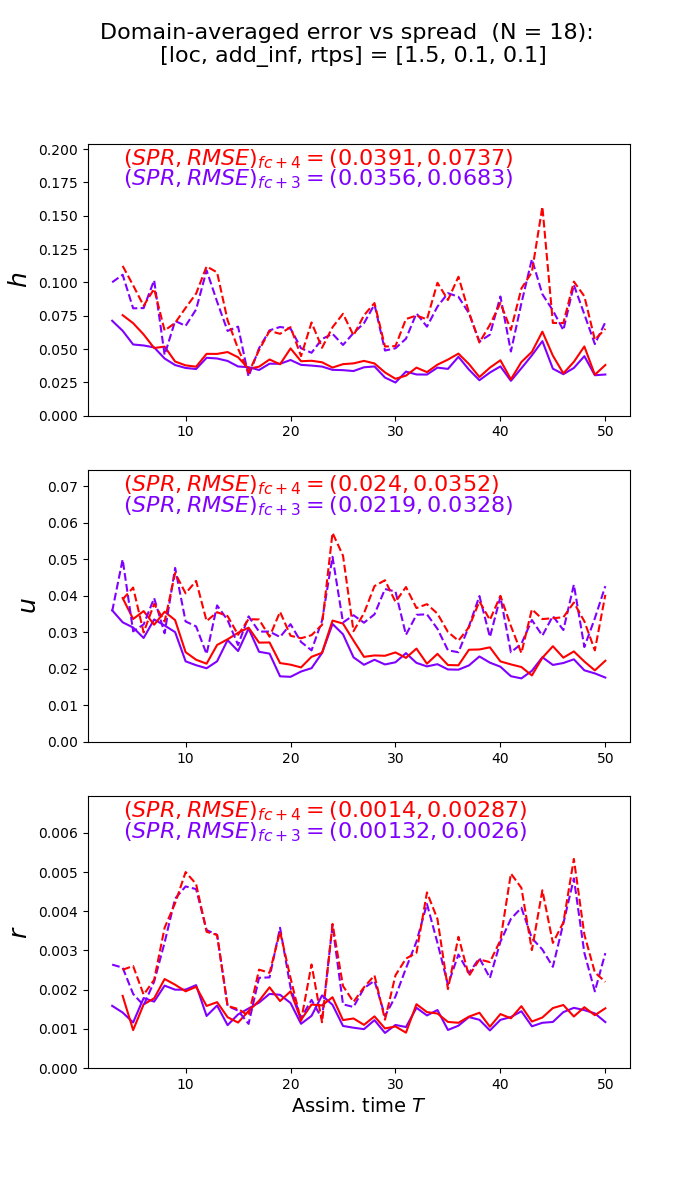 Domain-averaged error vs spread (N = 18):
[loc, add_inf, rtps] = [1.5, 0.1, 0.1]
(SPR, RMSE)fc+4 = (0.0391, 0.0737)
(SPR, RMSE)fc+3 = (0.0356, 0.0683)
h
0.200
0.175
0.150
0.125
0.100
0.075
0.050
0.025
0.000
10 20 30 40 50
(SPR, RMSE)fc+4 = (0.024, 0.0352)
(SPR, RMSE)fc+3 = (0.0219, 0.0328)
u
0.07
0.06
0.05
0.04
0.03
0.02
0.01
0.00
10 20 30 40 50
(SPR, RMSE)fc+4 = (0.0014, 0.00287)
(SPR, RMSE)fc+3 = (0.00132, 0.0026)
r
0.006
0.005
0.004
0.003
0.002
0.001
0.000
10 20 30 40 50
Assim. time T